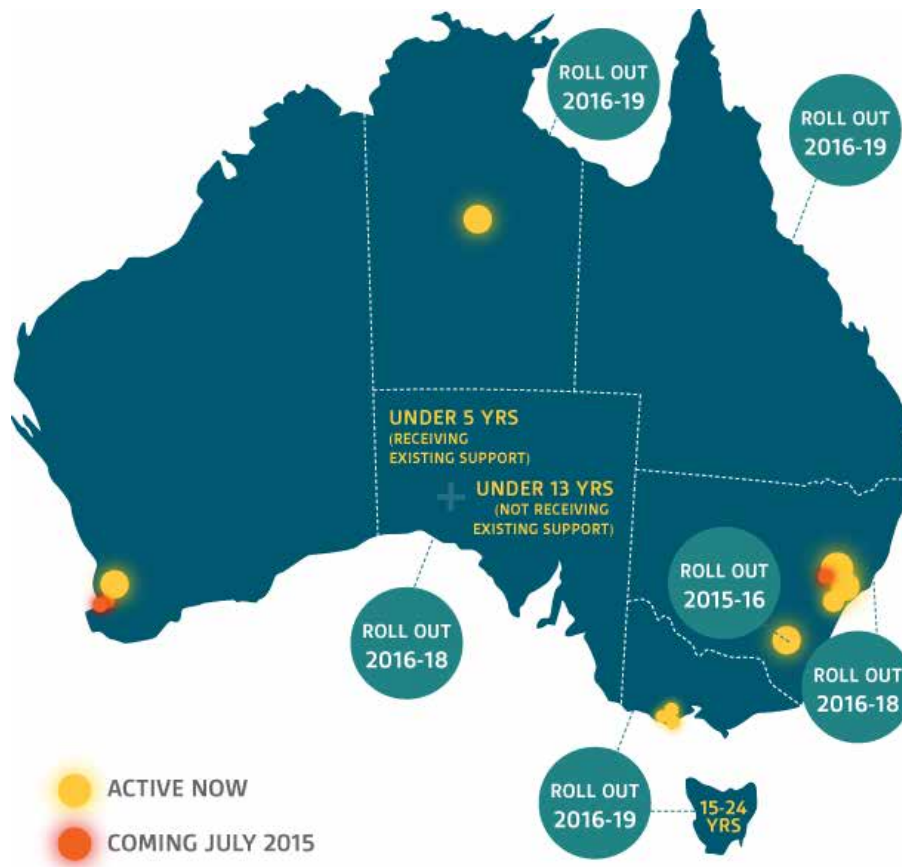 ROLL OUT
2016-19
ROLL OUT
2016-19
UNDER 5 YRS
(RECEIVING
EXISTING SUPPORT)
UNDER 13 YRS
(NOT RECEIVING
EXISTING SUPPORT)
ROLL OUT
2015-16
ROLL OUT
2016-18
ROLL OUT
2016-18
ROLL OUT
2016-19
15-24
YRS
ACTIVE NOW
COMING JULY 2015